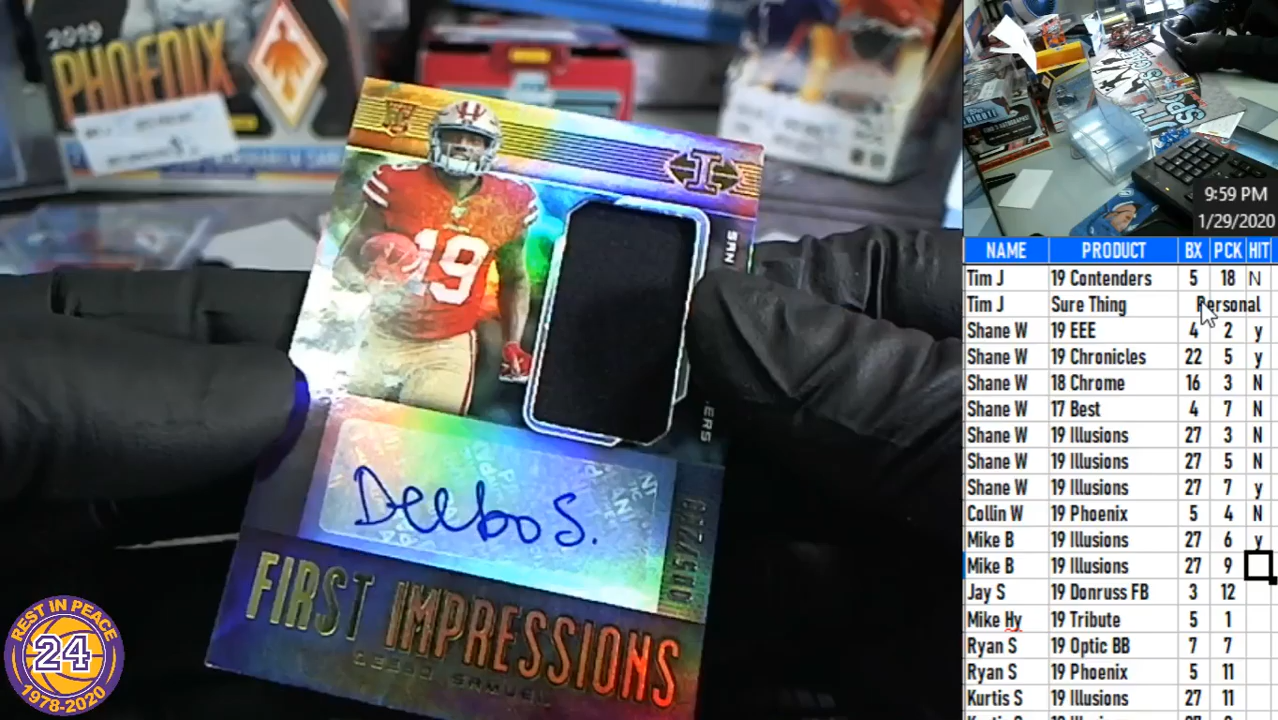 2019
PHOENIX
RC
I
19
SAN
ERS
Deebo S.
FIRST IMPRESSIONS
DEEBO SAMUEL
REST IN PEACE
24
1978-2020
9:59 PM
1/29/2020
NAME PRODUCT BX PCK HIT
Tim J 19 Contenders 5 18 N
Tim J Sure Thing Personal
Shane W 19 EEE 4 2 y
Shane W 19 Chronicles 22 5 y
Shane W 18 Chrome 16 3 N
Shane W 17 Best 4 7 N
Shane W 19 Illusions 27 3 N
Shane W 19 Illusions 27 5 N
Shane W 19 Illusions 27 7 y
Collin W 19 Phoenix 5 4 N
Mike B 19 Illusions 27 6 y
Mike B 19 Illusions 27 9
Jay S 19 Donruss FB 3 12
Mike Hy 19 Tribute 5 1
Ryan S 19 Optic BB 7 7
Ryan S 19 Phoenix 5 11
Kurtis S 19 Illusions 27 11